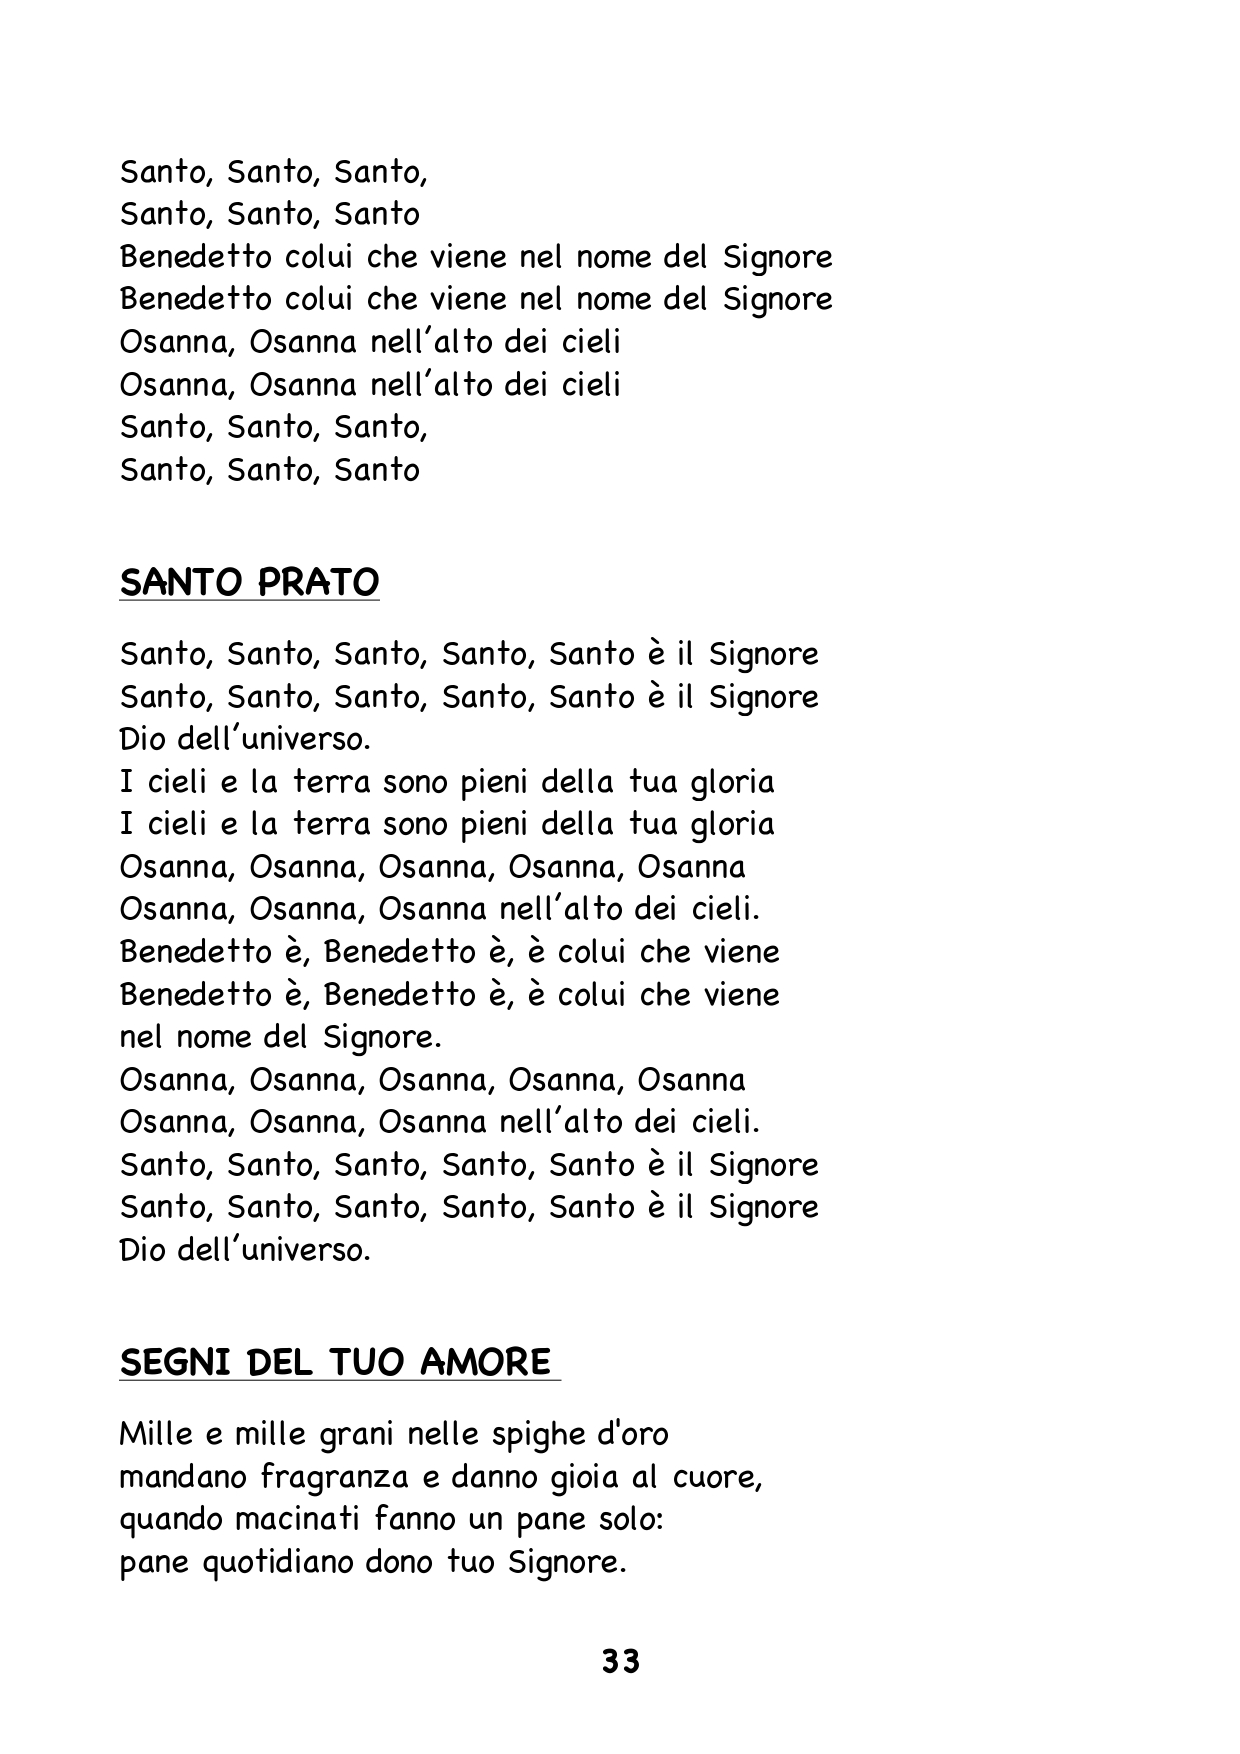 Santo, Santo, Santo,
Santo, Santo, Santo
Benedetto colui che viene nel nome del Signore
Benedetto colui che viene nel nome del Signore
Osanna, Osanna nell’alto dei cieli
Osanna, Osanna nell’alto dei cieli
Santo, Santo, Santo,
Santo, Santo, Santo
SANTO PRATO
Santo, Santo, Santo, Santo, Santo è il Signore
Santo, Santo, Santo, Santo, Santo è il Signore
Dio dell’universo.
I cieli e la terra sono pieni della tua gloria
I cieli e la terra sono pieni della tua gloria
Osanna, Osanna, Osanna, Osanna, Osanna
Osanna, Osanna, Osanna nell’alto dei cieli.
Benedetto è, Benedetto è, è colui che viene
Benedetto è, Benedetto è, è colui che viene
nel nome del Signore.
Osanna, Osanna, Osanna, Osanna, Osanna
Osanna, Osanna, Osanna nell’alto dei cieli.
Santo, Santo, Santo, Santo, Santo è il Signore
Santo, Santo, Santo, Santo, Santo è il Signore
Dio dell’universo.
SEGNI DEL TUO AMORE
Mille e mille grani nelle spighe d'oro
mandano fragranza e danno gioia al cuore,
quando macinati fanno un pane solo:
pane quotidiano dono tuo Signore.
33